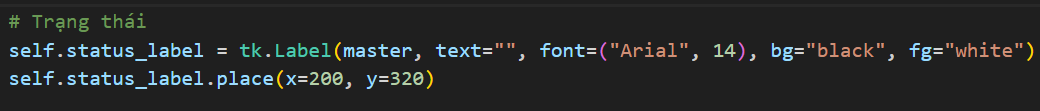 # Trạng thái
self.status_label = tk.Label(master, text="", font=("Arial", 14), bg="black", fg="white")
self.status_label.place(x=200, y=320)